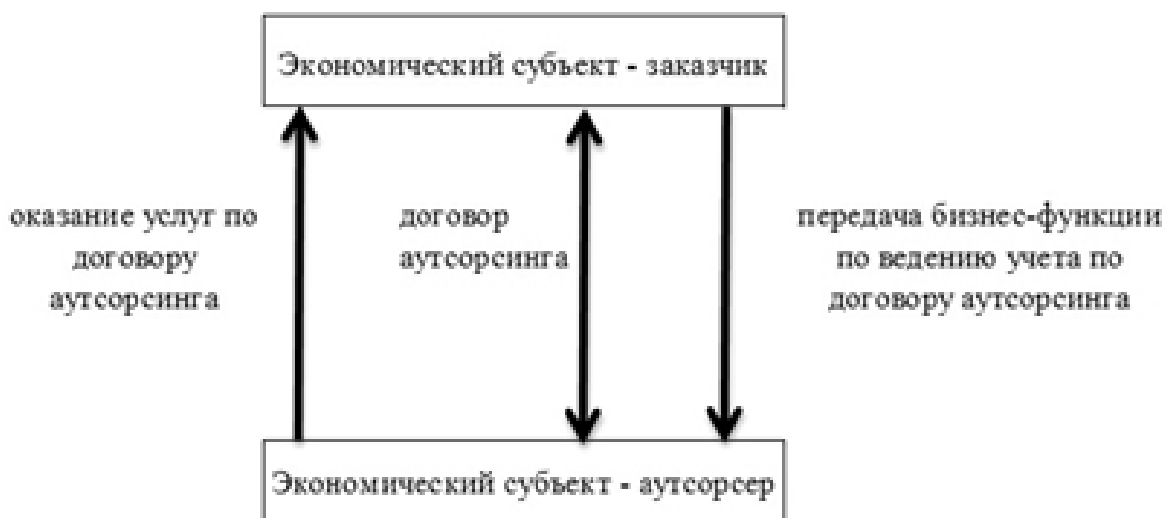 Экономический субъект - заказчик
оказание услуг по
договору
аутсорсинга
договор
аутсорсинга
передача бизнес-функции
по ведению учета по
договору аутсорсинга
Экономический субъект - аутсорсер